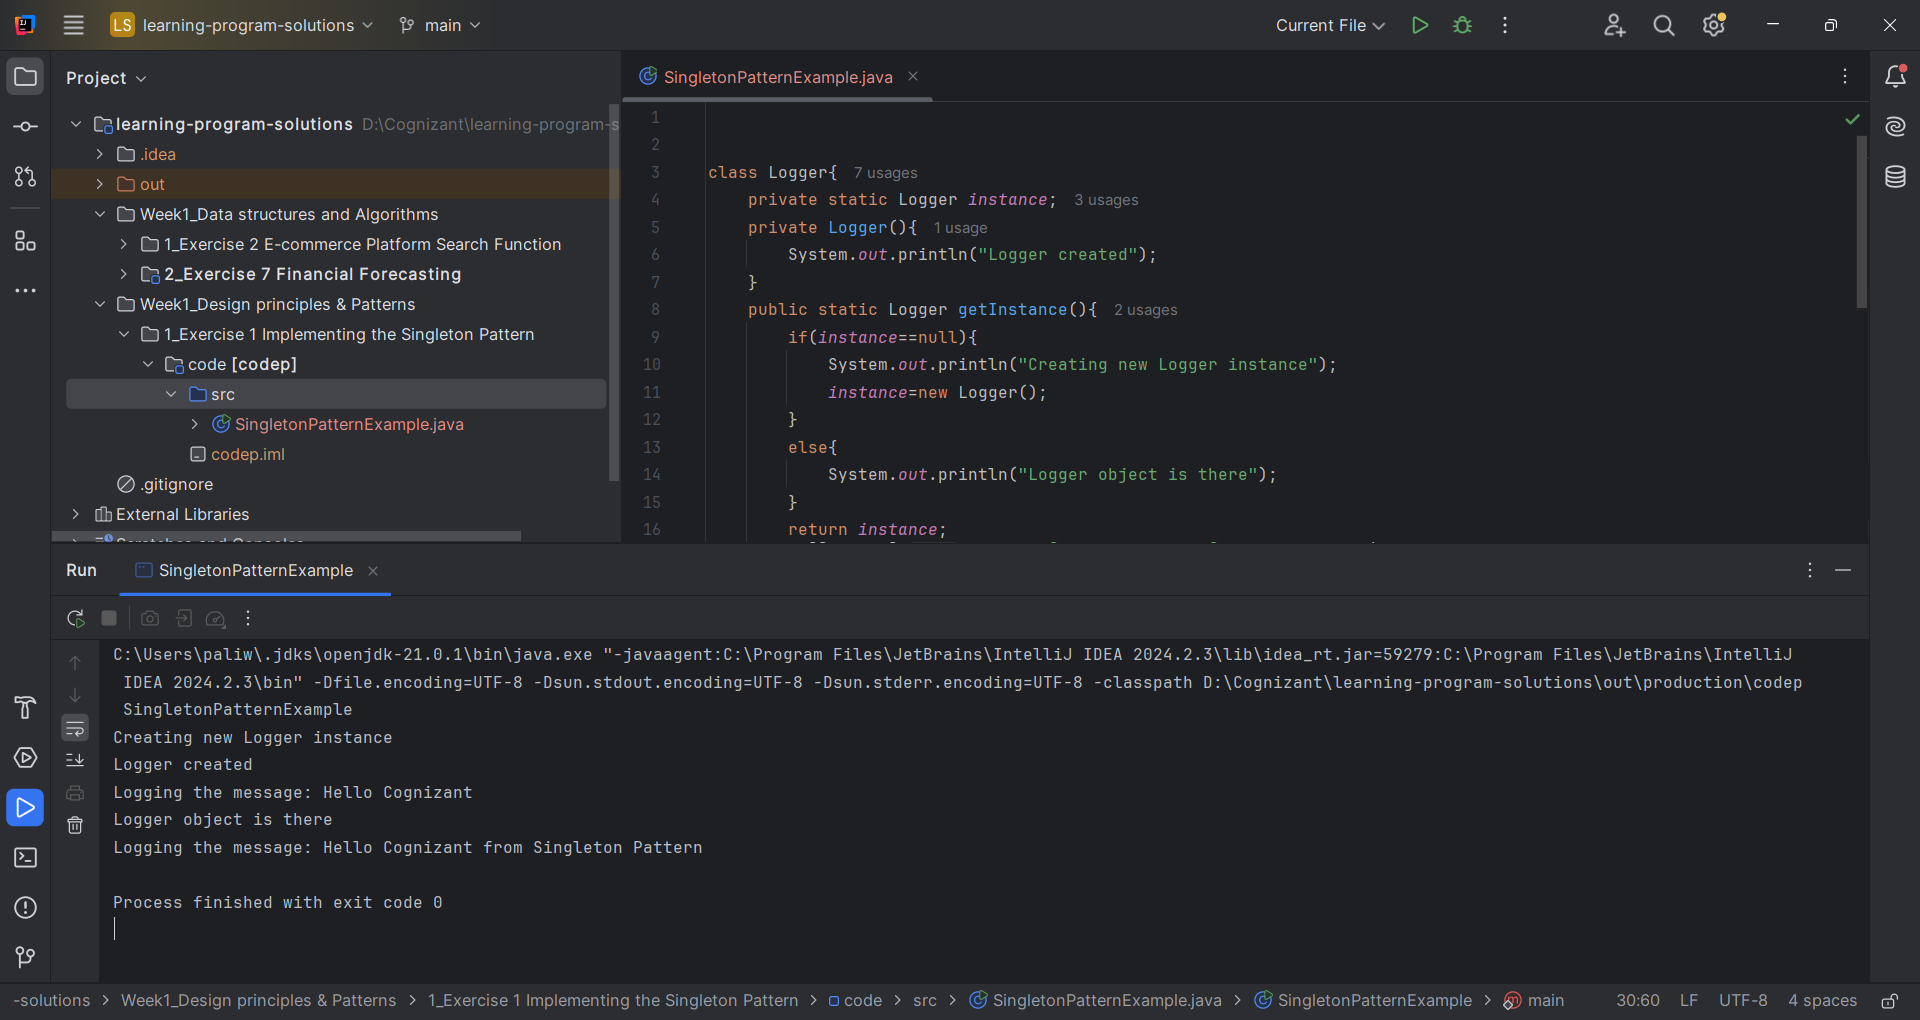 LS learning-program-solutions main Current File
Project
learning-program-solutions D:\Cognizant\learning-program-s
.idea
out
Week1_Data structures and Algorithms
1_Exercise 2 E-commerce Platform Search Function
2_Exercise 7 Financial Forecasting
Week1_Design principles & Patterns
1_Exercise 1 Implementing the Singleton Pattern
code [codep]
src
SingletonPatternExample.java
codep.iml
.gitignore
External Libraries
Scratches and Consoles
SingletonPatternExample.java
1
2
3 class Logger{ 7 usages
4 private static Logger instance; 3 usages
5 private Logger(){ 1 usage
6 System.out.println("Logger created");
7 }
8 public static Logger getInstance(){ 2 usages
9 if(instance==null){
10 System.out.println("Creating new Logger instance");
11 instance=new Logger();
12 }
13 else{
14 System.out.println("Logger object is there");
15 }
16 return instance;
Run SingletonPatternExample
C:\Users\paliw\.jdks\openjdk-21.0.1\bin\java.exe "-javaagent:C:\Program Files\JetBrains\IntelliJ IDEA 2024.2.3\lib\idea_rt.jar=59279:C:\Program Files\JetBrains\IntelliJ
IDEA 2024.2.3\bin" -Dfile.encoding=UTF-8 -Dsun.stdout.encoding=UTF-8 -Dsun.stderr.encoding=UTF-8 -classpath D:\Cognizant\learning-program-solutions\out\production\codep
SingletonPatternExample
Creating new Logger instance
Logger created
Logging the message: Hello Cognizant
Logger object is there
Logging the message: Hello Cognizant from Singleton Pattern
Process finished with exit code 0
-solutions > Week1_Design principles & Patterns > 1_Exercise 1 Implementing the Singleton Pattern > code > src > SingletonPatternExample.java > SingletonPatternExample > main 30:60 LF UTF-8 4 spaces